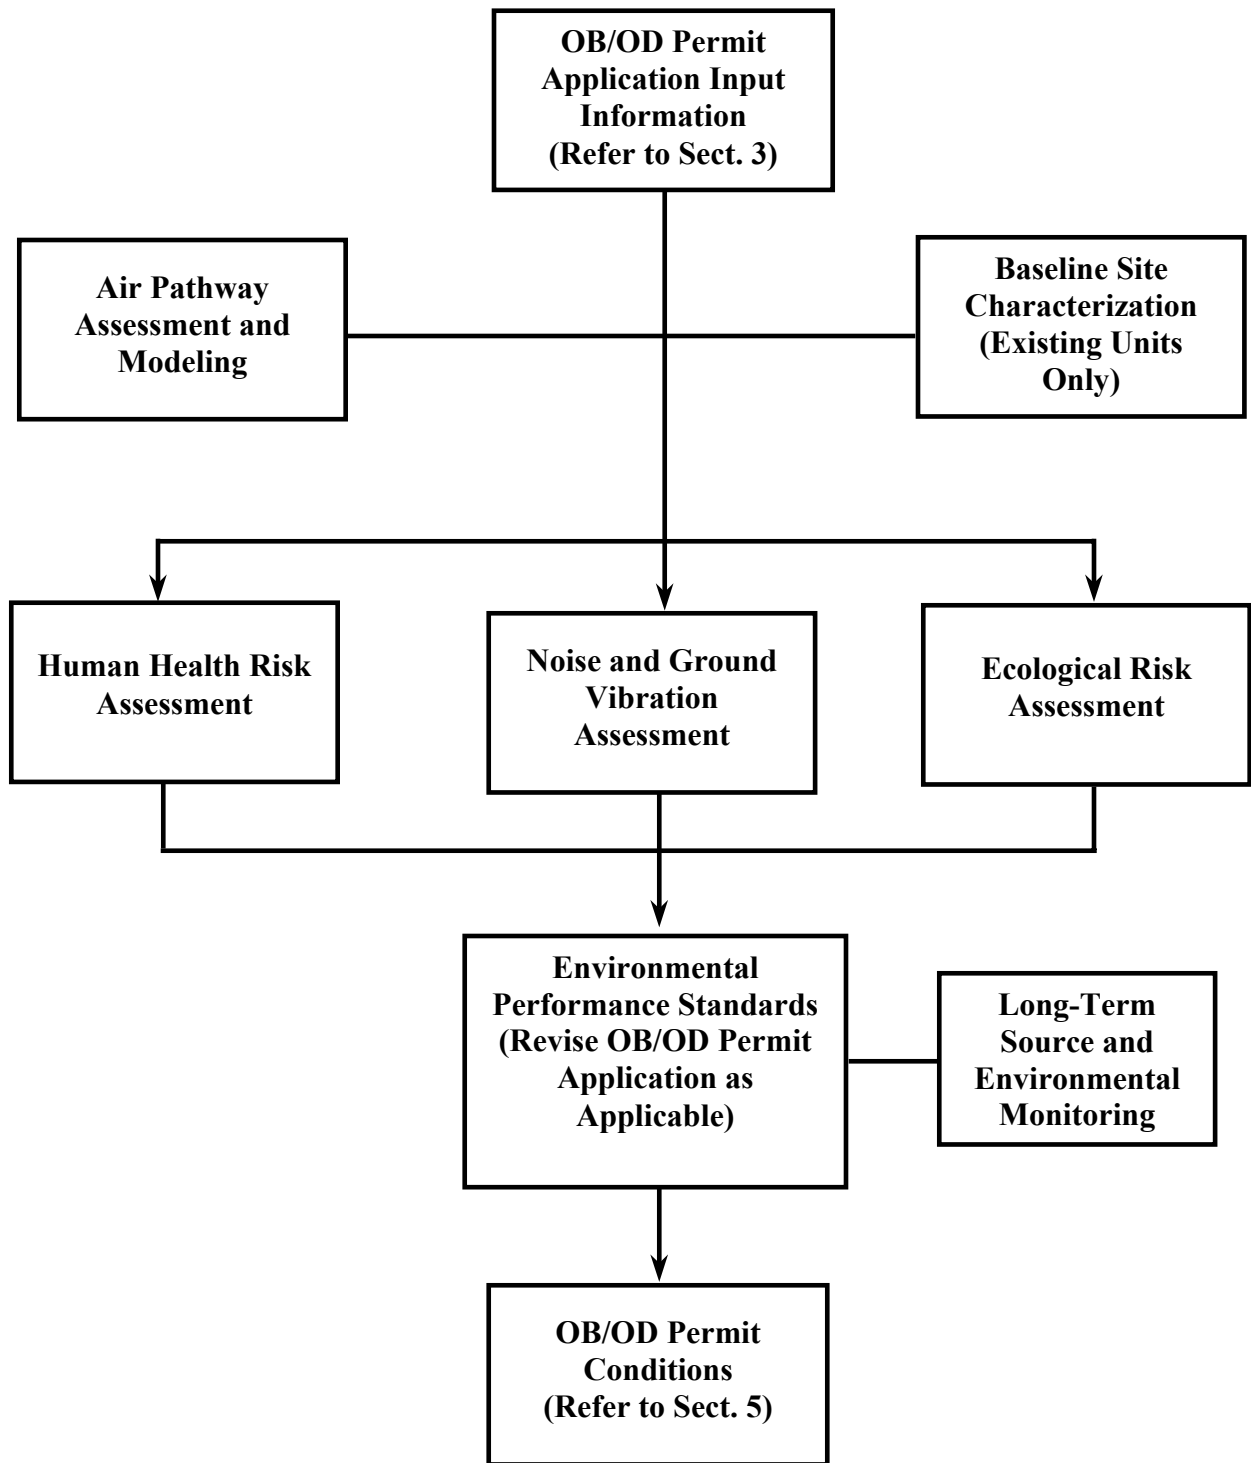 OB/OD Permit
Application Input
Information
(Refer to Sect. 3)
Air Pathway
Assessment and
Modeling
Baseline Site
Characterization
(Existing Units
Only)
Human Health Risk
Assessment
Noise and Ground
Vibration
Assessment
Ecological Risk
Assessment
Environmental
Performance Standards
(Revise OB/OD Permit
Application as
Applicable)
Long-Term
Source and
Environmental
Monitoring
OB/OD Permit
Conditions
(Refer to Sect. 5)